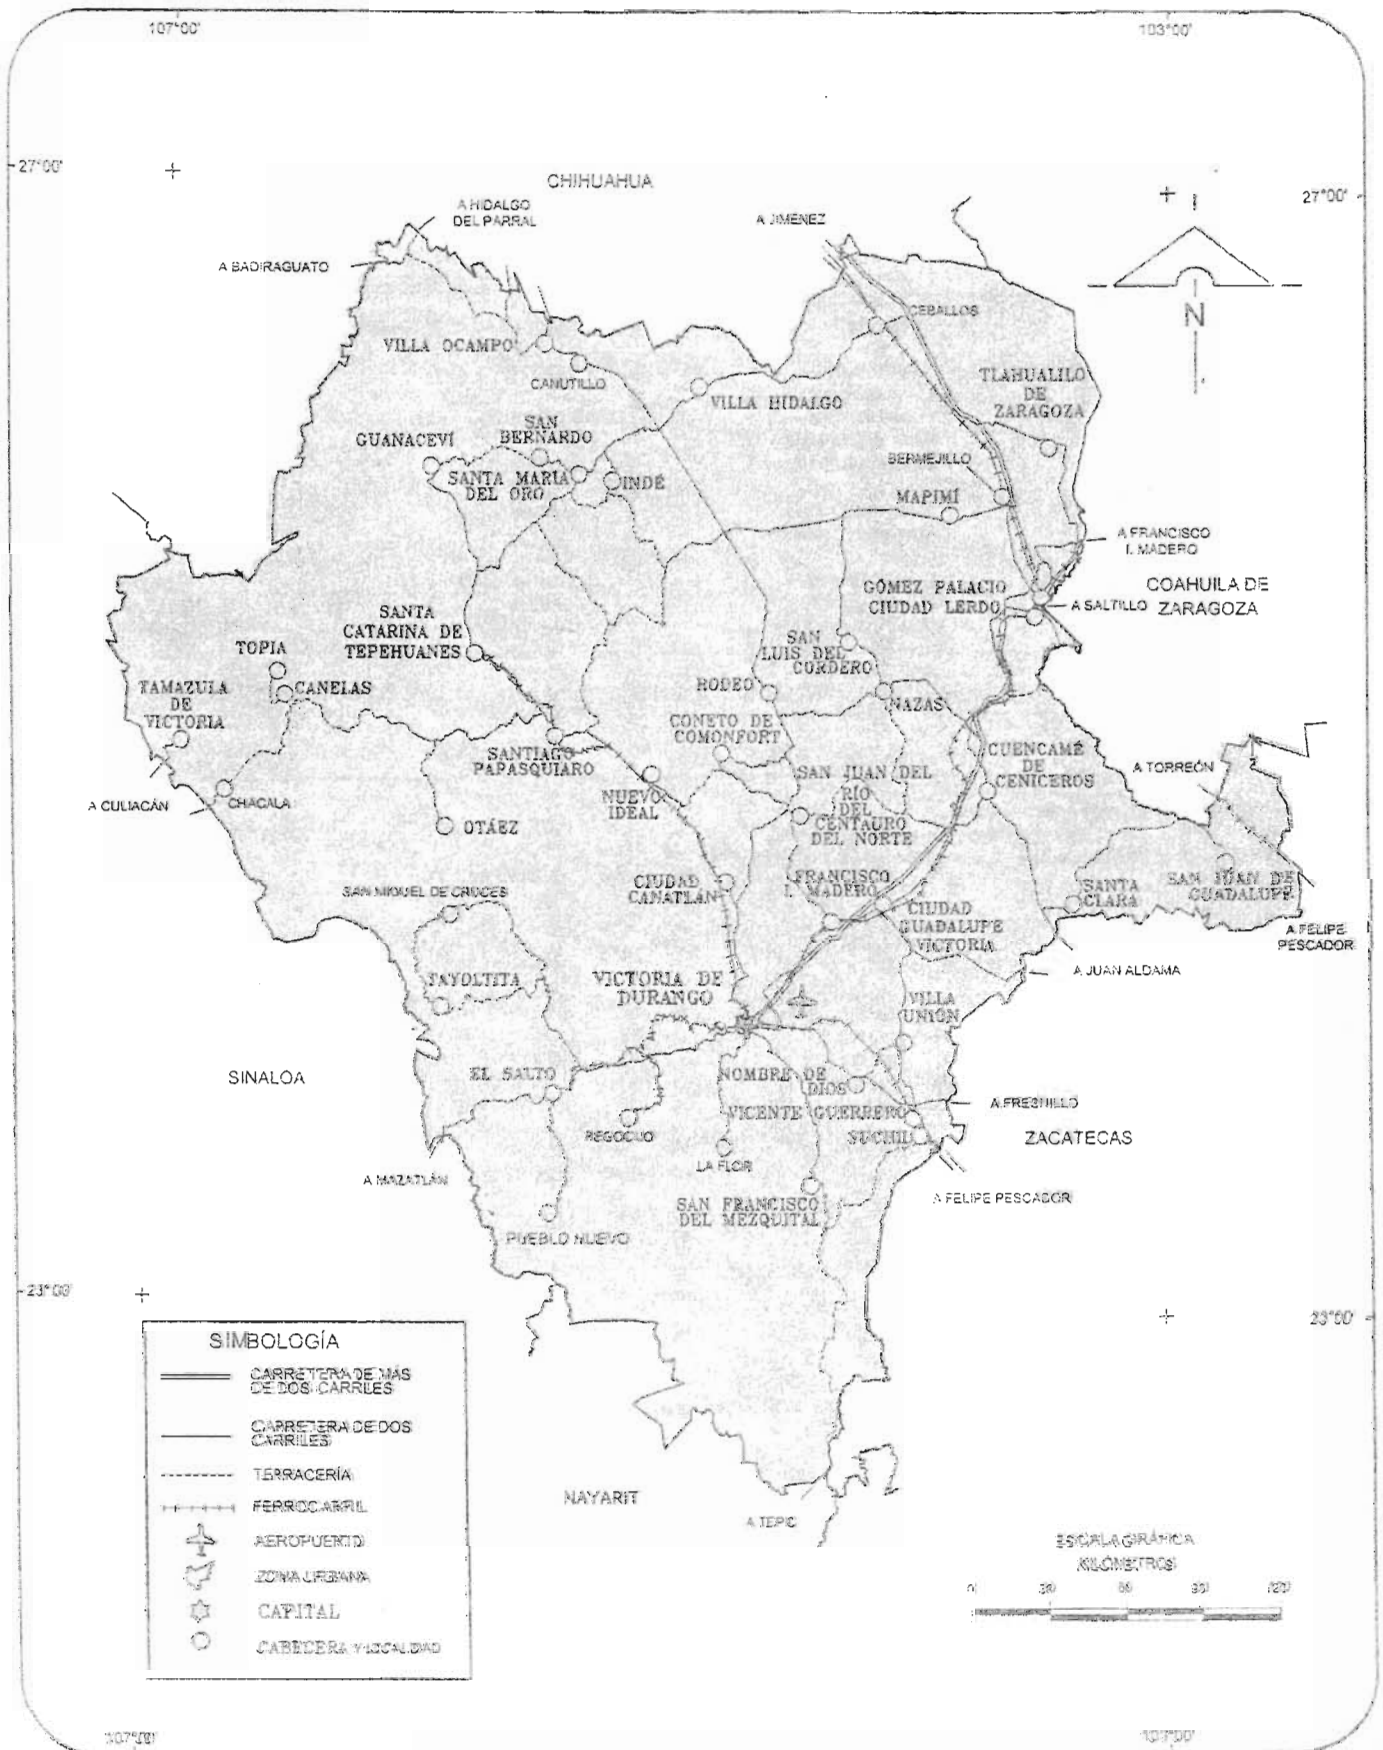 107°00'
103°00'
27°00'
27°00'
CHIHUAHUA
A HIDALGO
DEL PARRAL
A JIMÉNEZ
A BADIRAGUATO
N
CEBALLOS
VILLA OCAMPO
CANUTILLO
VILLA HIDALGO
TLAHUALILO
DE
ZARAGOZA
GUANACEVÍ
SAN
BERNARDO
SANTA MARIA
DEL ORO
INDÉ
BERMEJILLO
MAPIMÍ
A FRANCISCO
I. MADERO
GÓMEZ PALACIO
CIUDAD LERDO
A SALTILLO
COAHUILA DE
ZARAGOZA
SANTA
CATARINA DE
TEPEHUANES
TOPIA
CANELAS
TAMAZULA
DE
VICTORIA
SAN
LUIS DEL
CORDERO
RODEO
NAZAS
CONETO DE
COMONFORT
SANTIAGO
PAPASQUIARO
CUENCAMÉ
DE
CENICEROS
A TORREÓN
A CULIACÁN
CHACALA
NUEVO
IDEAL
SAN JUAN DEL
RÍO
DEL
CENTAURO
DEL NORTE
OTÁEZ
SAN MIGUEL DE CRUCES
CIUDAD
CANATLÁN
FRANCISCO
I. MADERO
CIUDAD
GUADALUPE
VICTORIA
SANTA
CLARA
SAN JUAN DE
GUADALUPE
A FELIPE
PESCADOR
A JUAN ALDAMA
TAYOLTITA
VICTORIA DE
DURANGO
VILLA
UNIÓN
SINALOA
EL SALTO
NOMBRE DE
DIOS
A FRESNILLO
VICENTE GUERRERO
SUCHIL
ZACATECAS
REGOCIJO
LA FLOR
A MAZATLÁN
SAN FRANCISCO
DEL MEZQUITAL
A FELIPE PESCADOR
PUEBLO NUEVO
23°00'
23°00'
SIMBOLOGÍA
CARRETERA DE MÁS
DE DOS CARRILES
CARRETERA DE DOS
CARRILES
TERRACERÍA
FERROCARRIL
AEROPUERTO
ZONA URBANA
CAPITAL
CABECERA Y LOCALIDAD
NAYARIT
A TEPIC
ESCALA GRÁFICA
KILÓMETROS
0 30 60 90 120
107°00'
103°00'